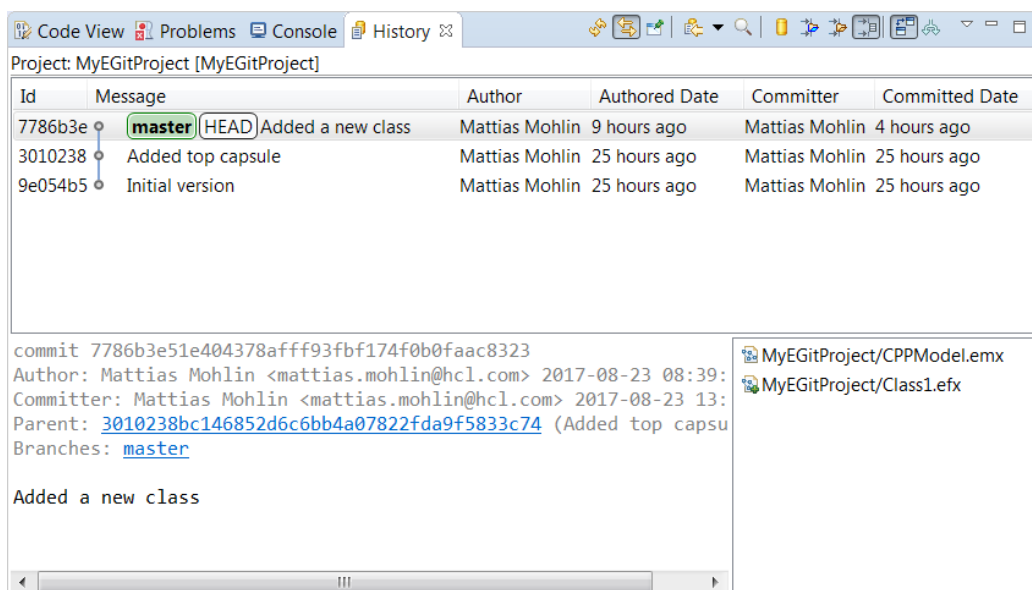 Code View Problems Console History
Project: MyEGitProject [MyEGitProject]
Id Message Author Authored Date Committer Committed Date
7786b3e master HEAD Added a new class Mattias Mohlin 9 hours ago Mattias Mohlin 4 hours ago
3010238 Added top capsule Mattias Mohlin 25 hours ago Mattias Mohlin 25 hours ago
9e054b5 Initial version Mattias Mohlin 25 hours ago Mattias Mohlin 25 hours ago
commit 7786b3e51e404378afff93fbf174f0b0faac8323
Author: Mattias Mohlin <mattias.mohlin@hcl.com> 2017-08-23 08:39:
Committer: Mattias Mohlin <mattias.mohlin@hcl.com> 2017-08-23 13:
Parent: 3010238bc146852d6c6bb4a07822fda9f5833c74 (Added top capsu
Branches: master
Added a new class
MyEGitProject/CPPModel.emx
MyEGitProject/Class1.efx